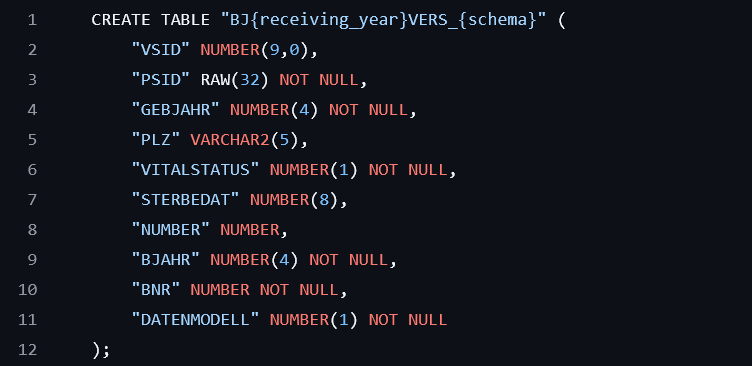 1 CREATE TABLE "BJ{receiving_year}VERS_{schema}" (
2 "VSID" NUMBER(9,0),
3 "PSID" RAW(32) NOT NULL,
4 "GEBJAHR" NUMBER(4) NOT NULL,
5 "PLZ" VARCHAR2(5),
6 "VITALSTATUS" NUMBER(1) NOT NULL,
7 "STERBEDAT" NUMBER(8),
8 "NUMBER" NUMBER,
9 "BJAHR" NUMBER(4) NOT NULL,
10 "BNR" NUMBER NOT NULL,
11 "DATENMODELL" NUMBER(1) NOT NULL
12 );